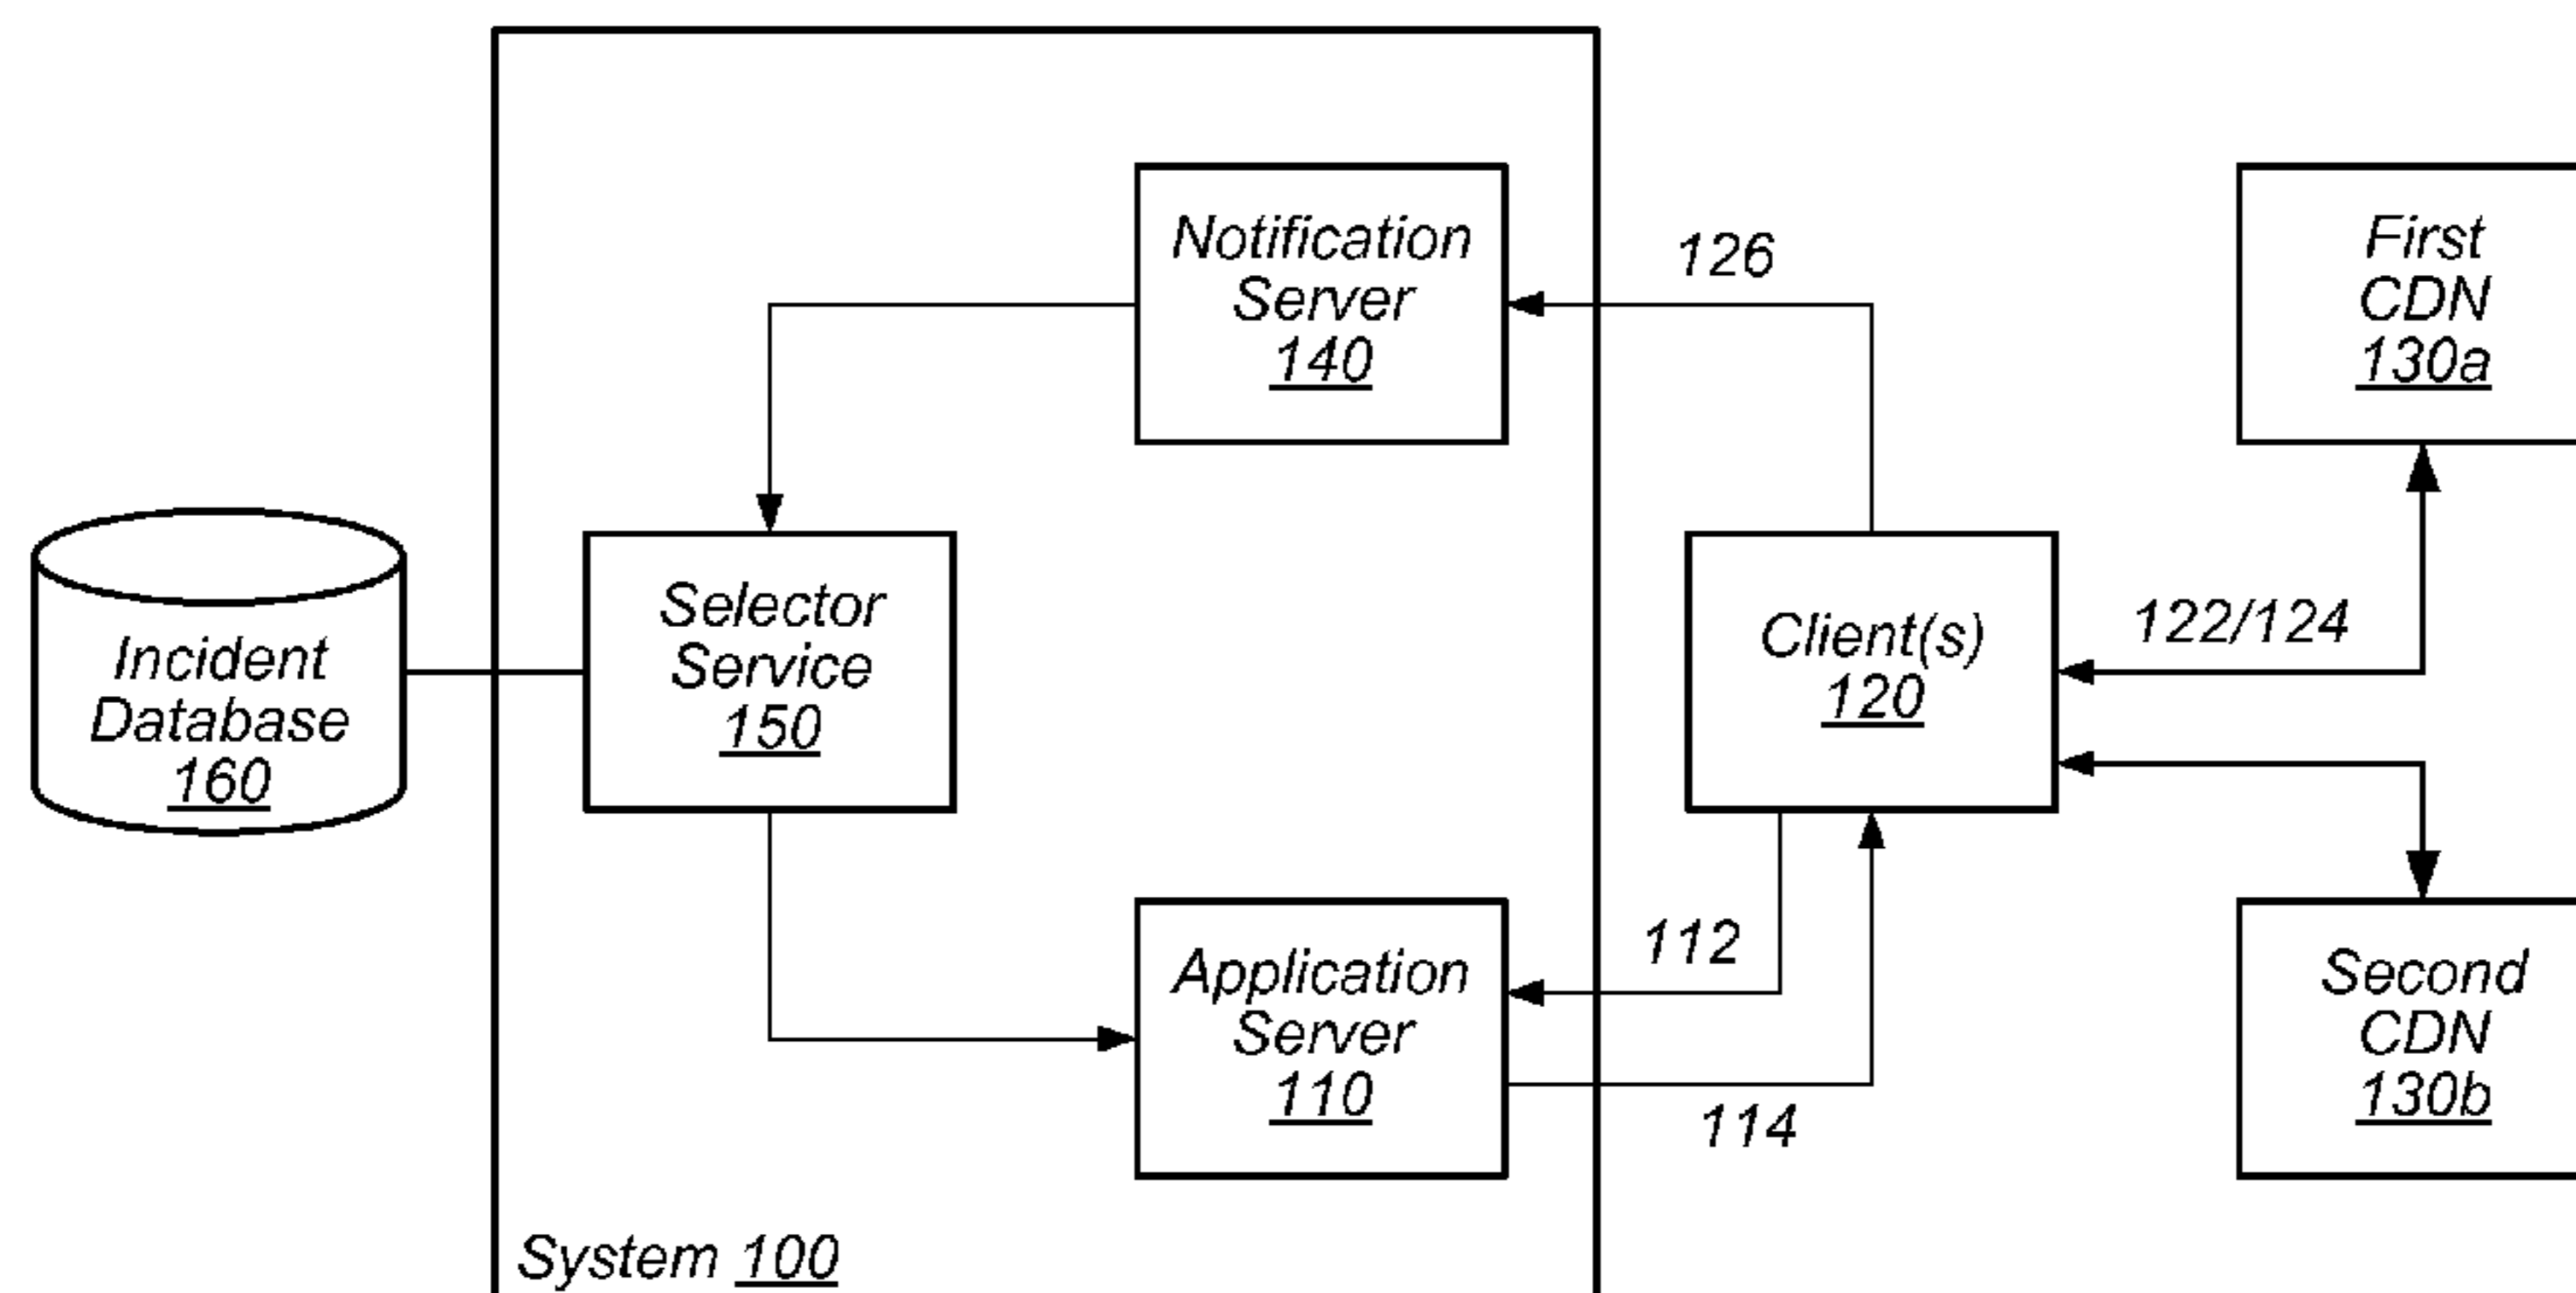 Notification
Server
140
126
First
CDN
130a
Incident
Database
160
Selector
Service
150
Client(s)
120
122/124
Application
Server
110
112
114
Second
CDN
130b
System 100